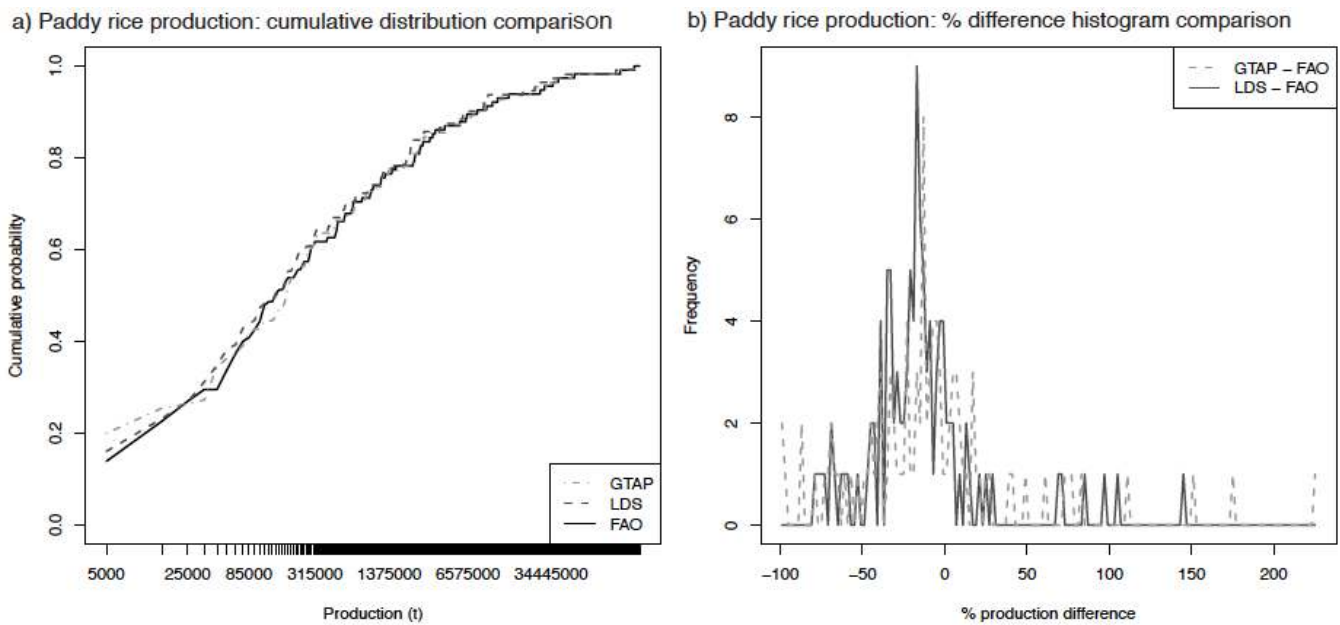 a) Paddy rice production: cumulative distribution comparison
1.0
0.8
0.6
0.4
0.2
0.0
Cumulative probability
GTAP
LDS
FAO
5000 25000 85000 315000 1375000 6575000 34445000
Production (t)
b) Paddy rice production: % difference histogram comparison
GTAP – FAO
LDS – FAO
8
6
4
2
0
Frequency
−100 −50 0 50 100 150 200
% production difference